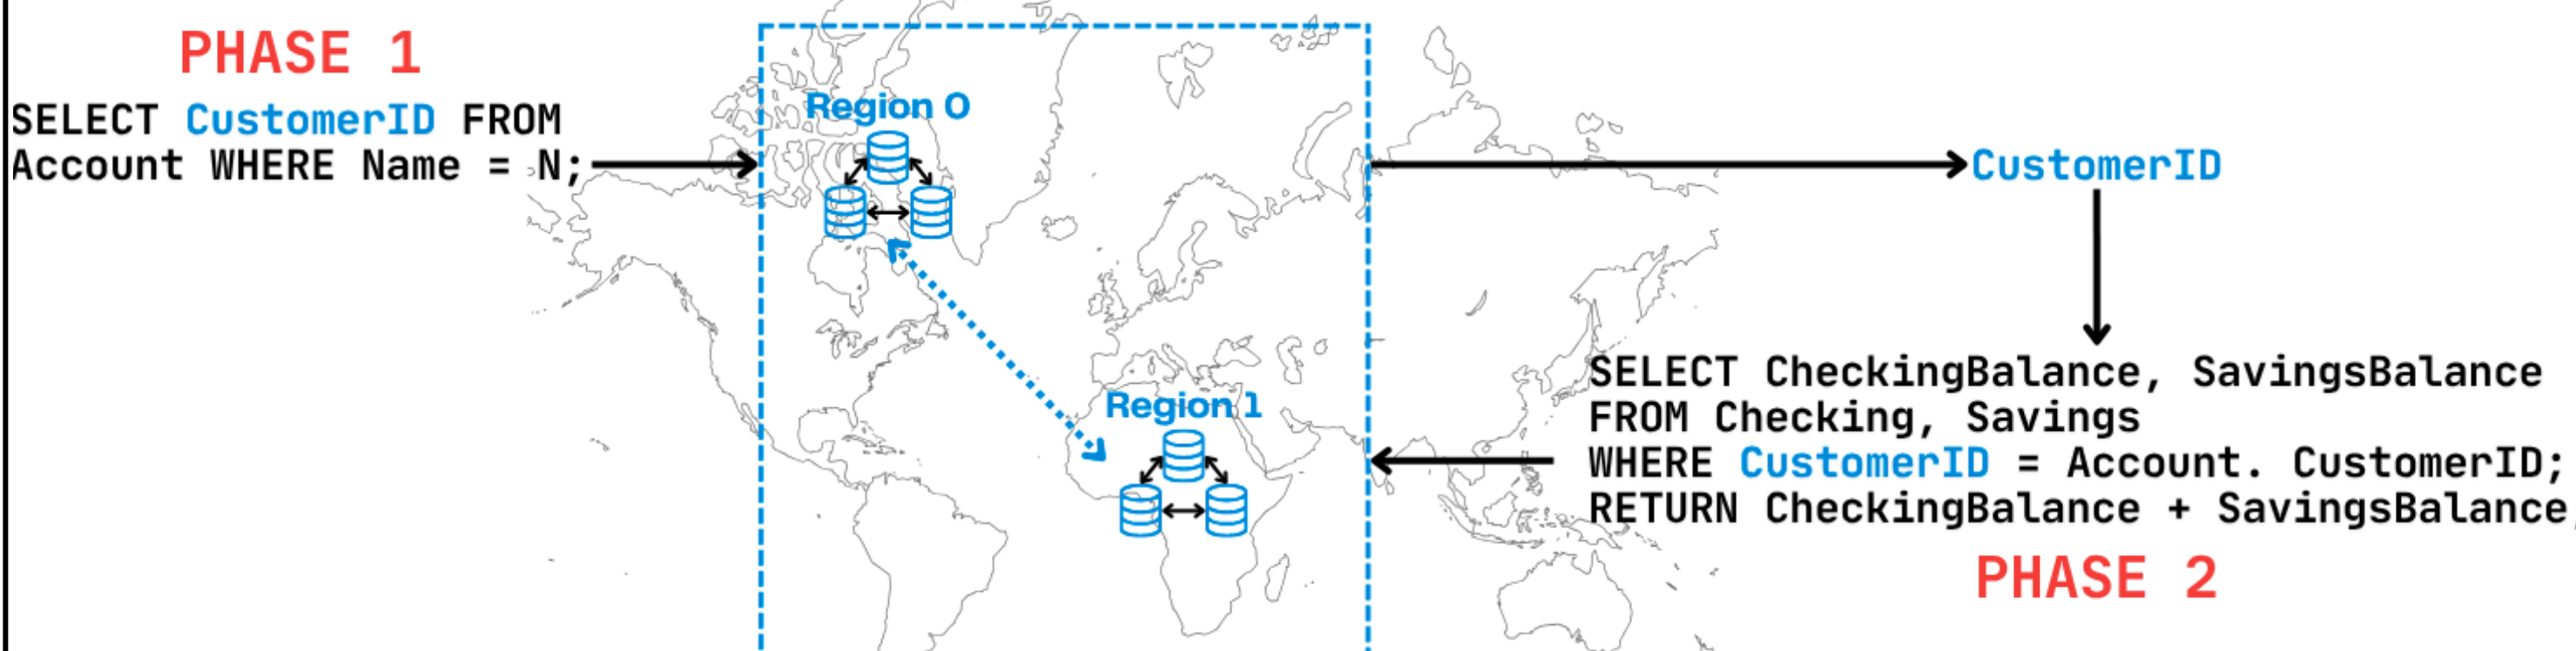 PHASE 1
SELECT CustomerID FROM
Account WHERE Name = N;
Region 0
Region 1
CustomerID
SELECT CheckingBalance, SavingsBalance
FROM Checking, Savings
WHERE CustomerID = Account. CustomerID;
RETURN CheckingBalance + SavingsBalance;
PHASE 2